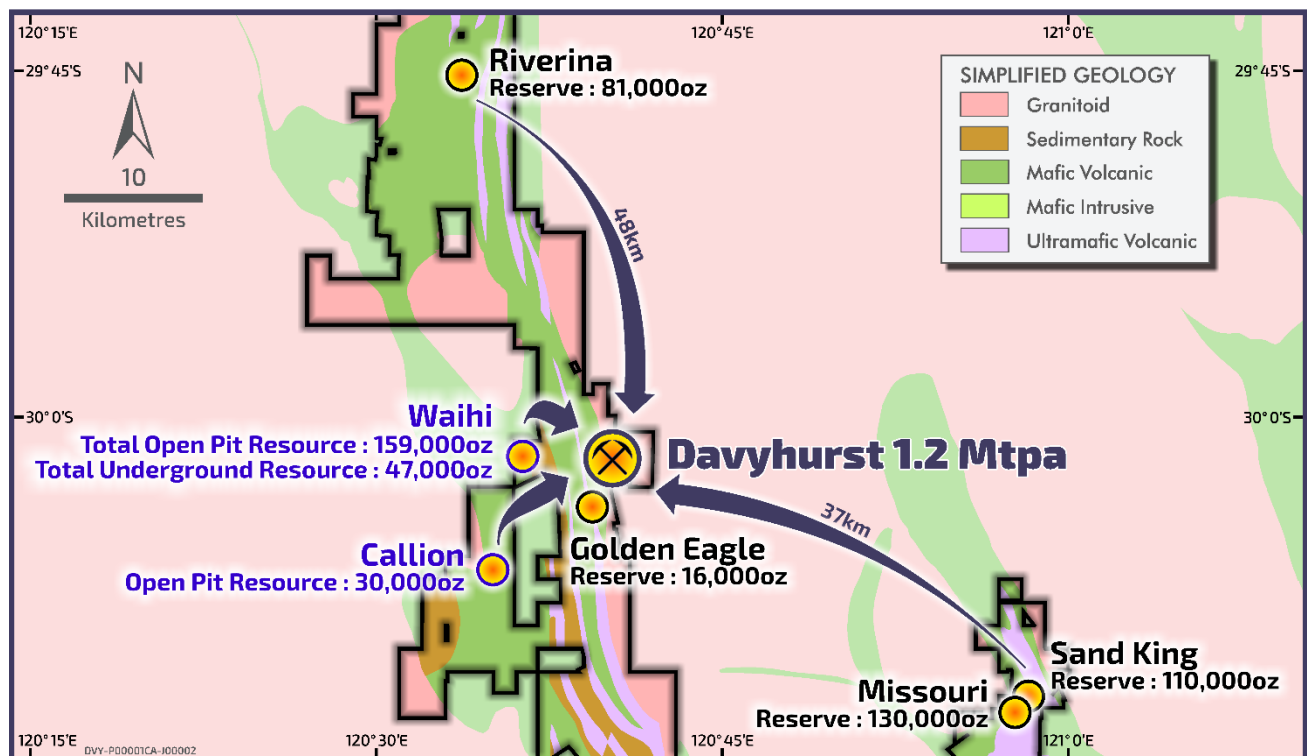 120°15'E
120°45'E
121°0'E
29°45'S
29°45'S
N
10
Kilometres
Riverina
Reserve : 81,000oz
SIMPLIFIED GEOLOGY
Granitoid
Sedimentary Rock
Mafic Volcanic
Mafic Intrusive
Ultramafic Volcanic
48km
30°0'S
30°0'S
Waihi
Total Open Pit Resource : 159,000oz
Total Underground Resource : 47,000oz
Davyhurst 1.2 Mtpa
37km
Callion
Open Pit Resource : 30,000oz
Golden Eagle
Reserve : 16,000oz
Sand King
Reserve : 110,000oz
Missouri
Reserve : 130,000oz
120°15'E
120°30'E
120°45'E
121°0'E
DVY-P00001CA-J00002